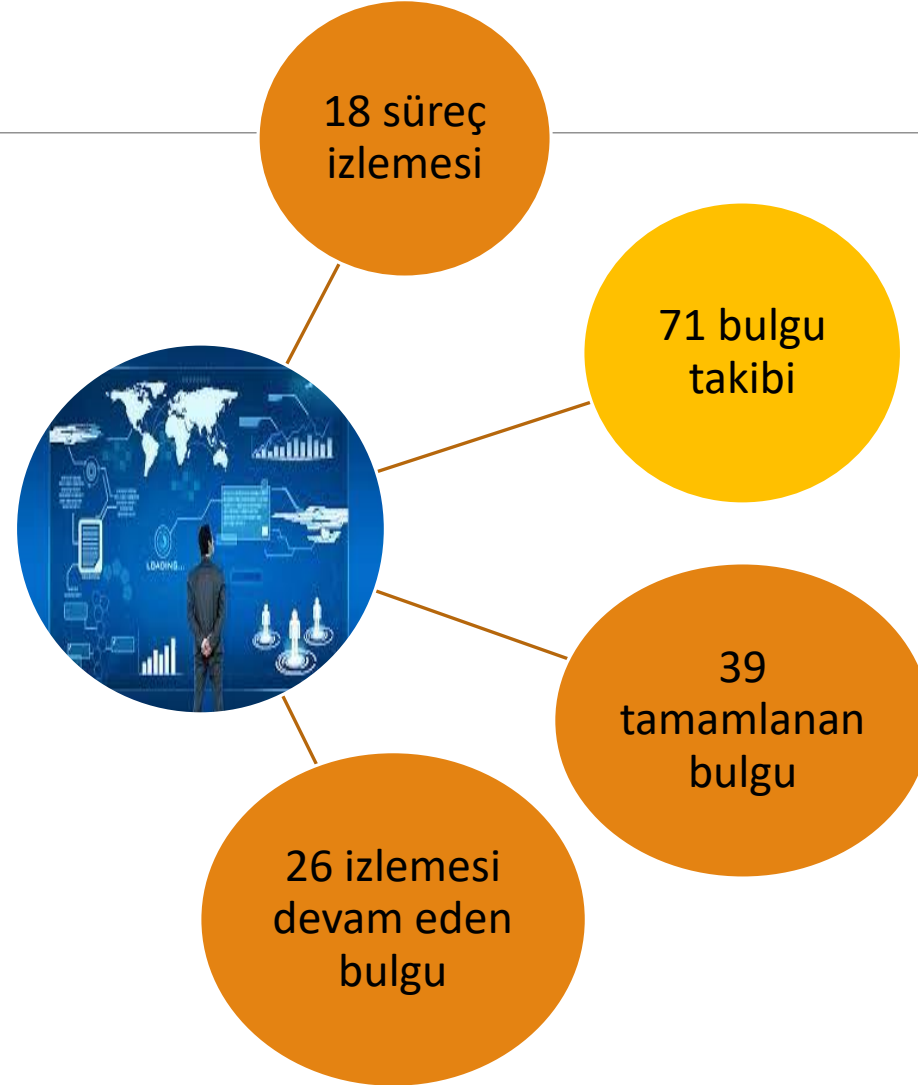 18 süreç
izlemesi
71 bulgu
takibi
LOADING...
39
tamamlanan
bulgu
26 izlemesi
devam eden
bulgu